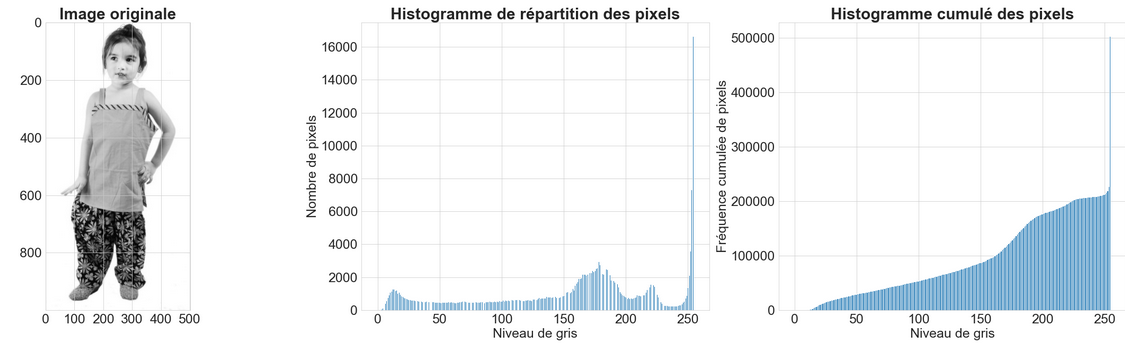 Image originale
0
200
400
600
800
0 100 200 300 400 500
Histogramme de répartition des pixels
Nombre de pixels
16000
14000
12000
10000
8000
6000
4000
2000
0
0 50 100 150 200 250
Niveau de gris
Histogramme cumulé des pixels
Fréquence cumulée de pixels
500000
400000
300000
200000
100000
0
0 50 100 150 200 250
Niveau de gris